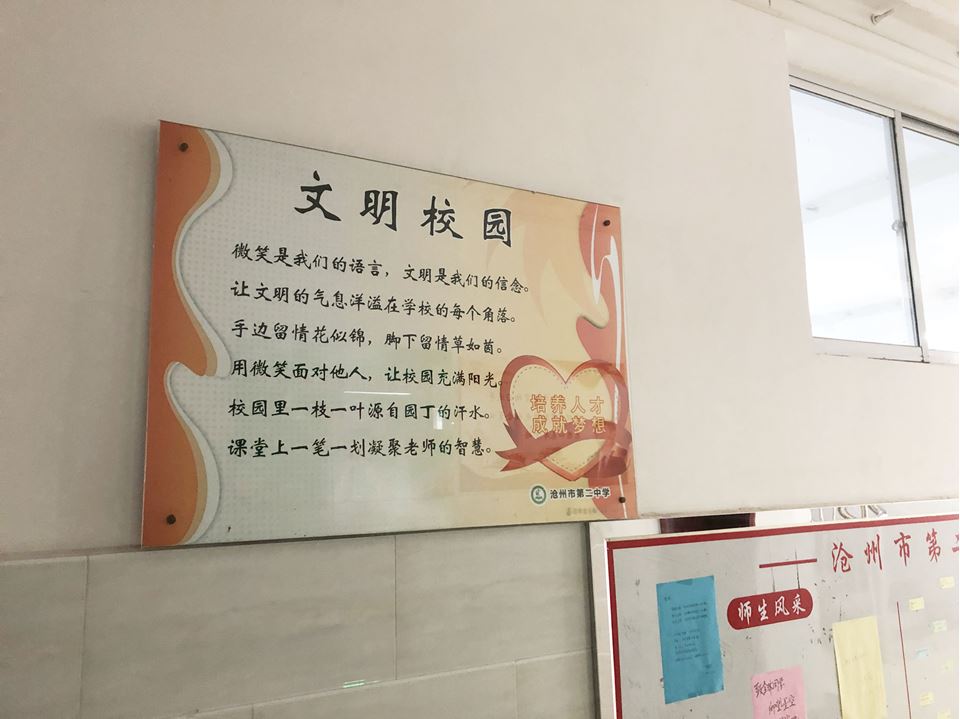 文明校园
微笑是我们的语言，文明是我们的信念。
让文明的气息洋溢在学校的每个角落。
手边留情花似锦，脚下留情草如茵。
用微笑面对他人，让校园充满阳光。
校园里一枝一叶源自园丁的汗水。
课堂上一笔一划凝聚老师的智慧。
培养人才
成就梦想
沧州市第二中学
沧州市第
师生风采